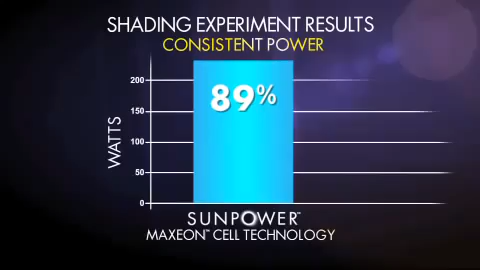 SHADING EXPERIMENT RESULTS
CONSISTENT POWER
89%
WATTS
200
150
100
50
0
SUNPOWER™
MAXEON™ CELL TECHNOLOGY